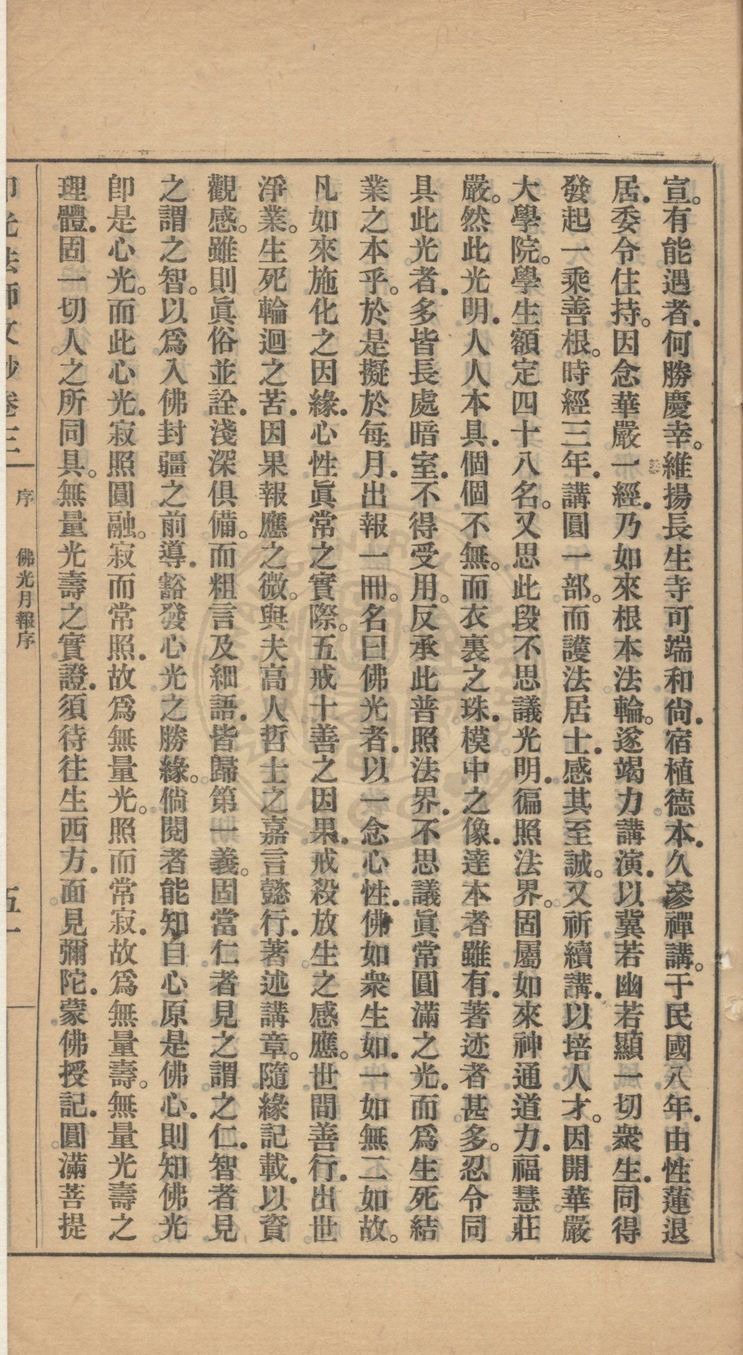 宣。有能遇者。何勝慶幸。維揚長生寺可端和尙。宿植德本。久參禪講。于民國八年。由性蓮退
居。委令住持。因念華嚴一經。乃如來根本法輪。遂竭力講演。以冀若幽若顯一切衆生。同得
發起一乘善根。時經三年。講圓一部。而護法居士。感其至誠。又祈續講。以培人才。因開華嚴
大學院。學生額定四十八名。又思此段不思議光明。徧照法界。固屬如來神通道力。福慧莊
嚴。然此光明。人人本具。個個不無。而衣裏之珠。模中之像。達本者雖有。著迹者甚多。忍令同
具此光者。多皆長處暗室。不得受用。反承此普照法界。不思議眞常圓滿之光。而爲生死結
業之本乎。於是擬於每月。出報一冊。名曰佛光者。以一念心性。佛如衆生如。一如無二如故。
凡如來施化之因緣。心性眞常之實際。五戒十善之因果。戒殺放生之感應。世間善行。出世
淨業。生死輪迴之苦。因果報應之微。與夫高人哲士之嘉言懿行。著述講章。隨緣記載。以資
觀感。雖則眞俗並詮。淺深俱備。而粗言及細語。皆歸第一義。固當仁者見之謂之仁。智者見
之謂之智。以爲入佛封疆之前導。豁發心光之勝緣。倘閱者能知自心原是佛心。則知佛光
卽是心光。而此心光。寂照圓融。寂而常照。故爲無量光。照而常寂。故爲無量壽。無量光壽之
理體。固一切人之所同具。無量光壽之實證。須待往生西方。面見彌陀。蒙佛授記。圓滿菩提
印光法師文鈔卷三 序 佛光月報序 五一